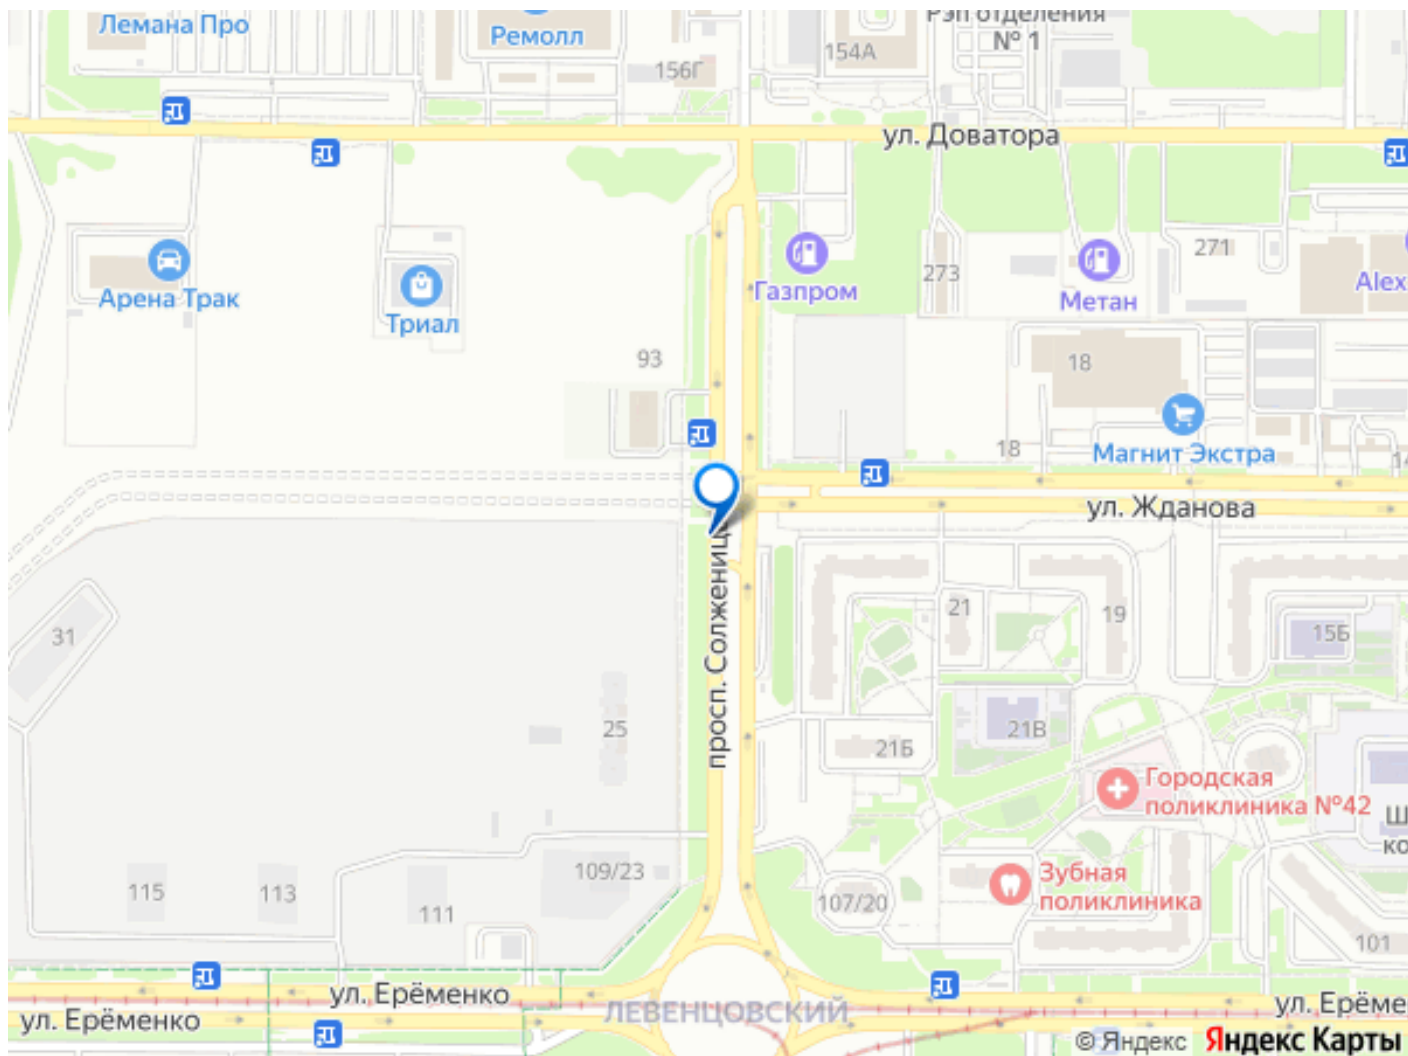 Лемана Про
Ремолл
156Г
154А
Рэп отделения
№ 1
ул. Доватора
Арена Трак
Триал
Газпром
273
Метан
271
Alex
93
18
18
Магнит Экстра
14
ул. Жданова
просп. Солжениц
31
25
21
19
15Б
21Б
21В
Городская
поликлиника №42
Ш
ко
Зубная
поликлиника
115
113
111
109/23
107/20
101
ул. Ерёменко
ул. Ерёменко
ЛЕВЕНЦОВСКИЙ
ул. Ерёме
© Яндекс Яндекс Карты